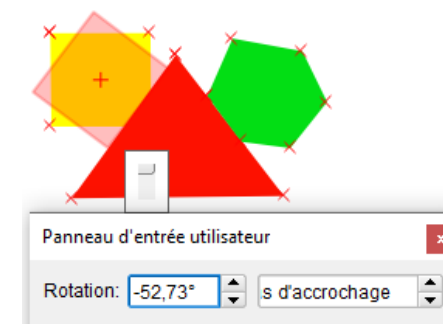 Panneau d'entrée utilisateur
Rotation: -52,73° s d'accrochage